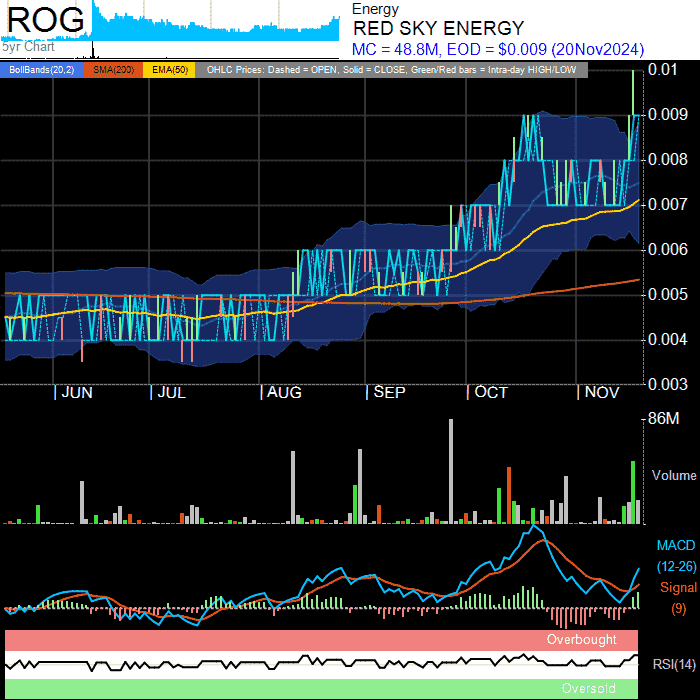 ROG
5yr Chart
Energy
RED SKY ENERGY
MC = 48.8M, EOD = $0.009 (20Nov2024)
BollBands(20,2) SMA(200) EMA(50) OHLC Prices: Dashed = OPEN, Solid = CLOSE, Green/Red bars = Intra-day HIGH/LOW
0.01
0.009
0.008
0.007
0.006
0.005
0.004
0.003
| JUN | JUL | AUG | SEP | OCT | NOV
86M
Volume
MACD
(12-26)
Signal
(9)
Overbought
RSI(14)
Oversold